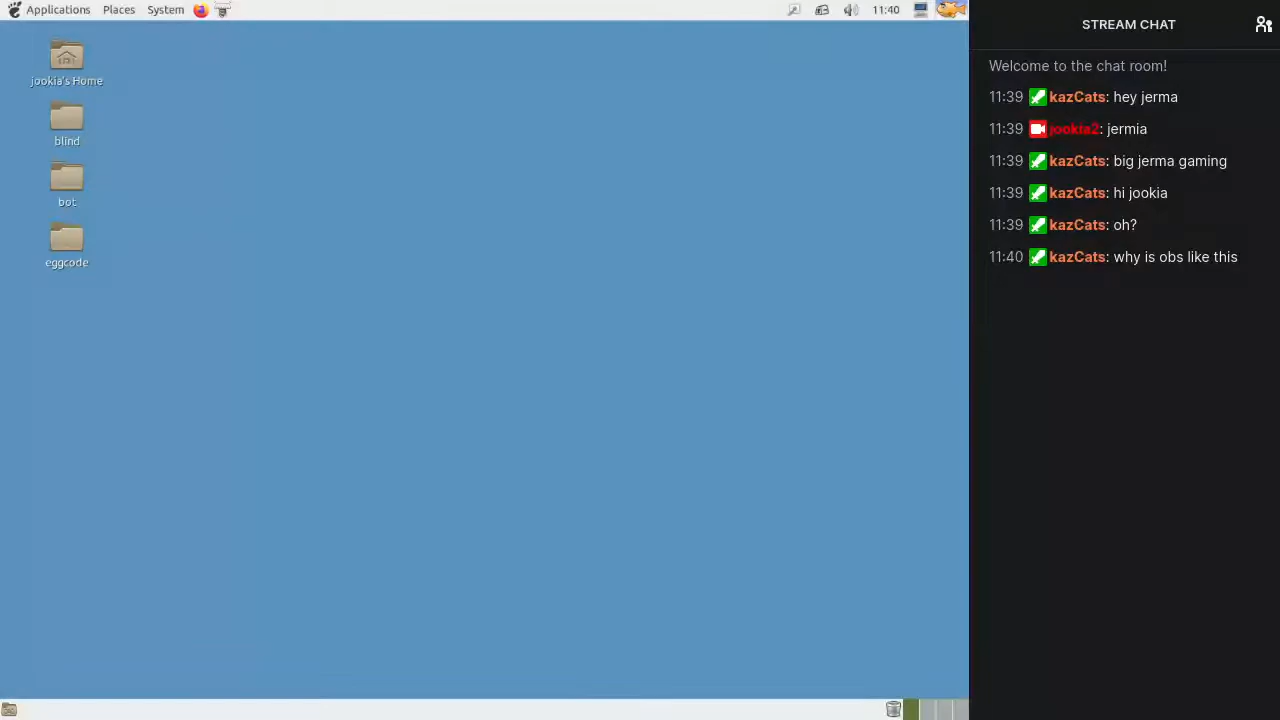 Applications Places System 11:40
jookia's Home
blind
bot
eggcode
STREAM CHAT
Welcome to the chat room!
11:39 kazCats: hey jerma
11:39 jookia2: jermia
11:39 kazCats: big jerma gaming
11:39 kazCats: hi jookia
11:39 kazCats: oh?
11:40 kazCats: why is obs like this